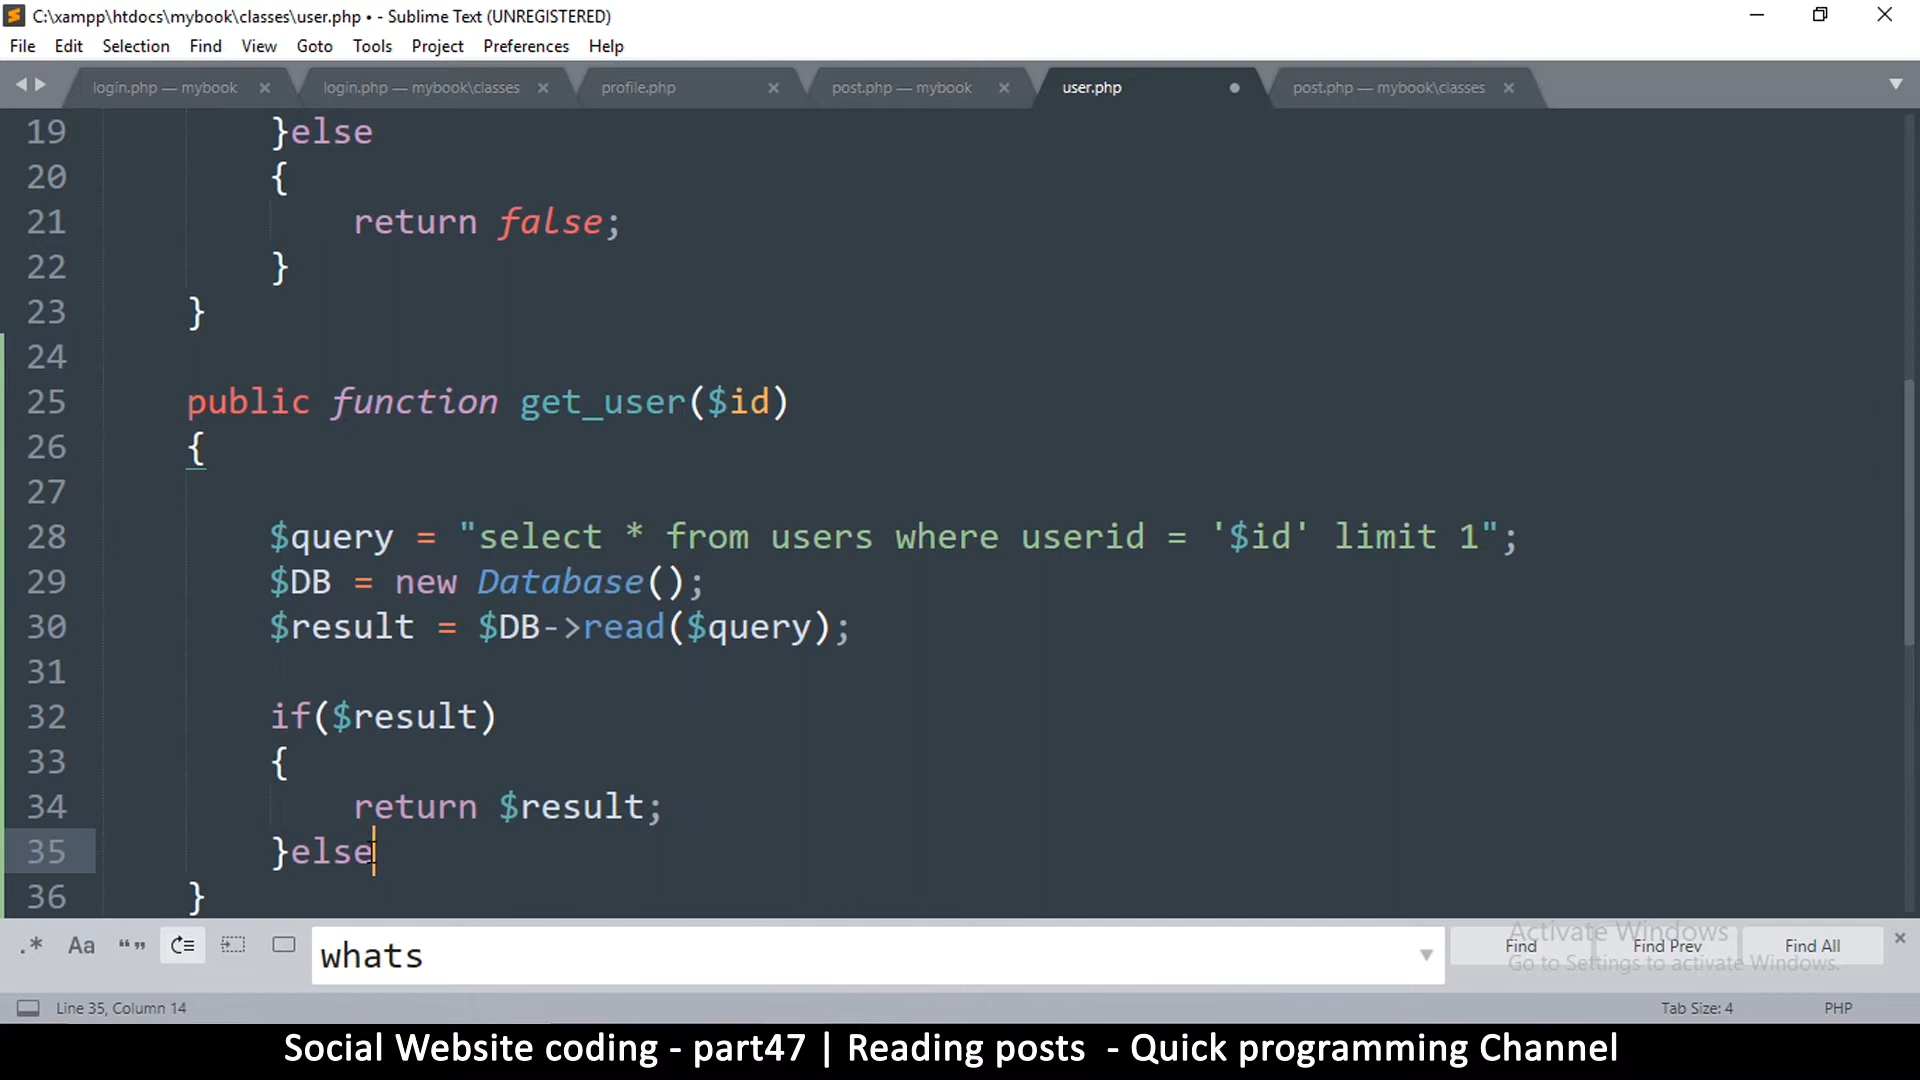 C:\xampp\htdocs\mybook\classes\user.php • - Sublime Text (UNREGISTERED)
File Edit Selection Find View Goto Tools Project Preferences Help
login.php — mybook × login.php — mybook\classes × profile.php × post.php — mybook × user.php post.php — mybook\classes ×
19 }else
20 {
21 return false;
22 }
23 }
24
25 public function get_user($id)
26 {
27
28 $query = "select * from users where userid = '$id' limit 1";
29 $DB = new Database();
30 $result = $DB->read($query);
31
32 if($result)
33 {
34 return $result;
35 }else
36 }
.* Aa “” whats Find Find Prev Find All
Activate Windows
Go to Settings to activate Windows.
Line 35, Column 14 Tab Size: 4 PHP
Social Website coding - part47 | Reading posts - Quick programming Channel